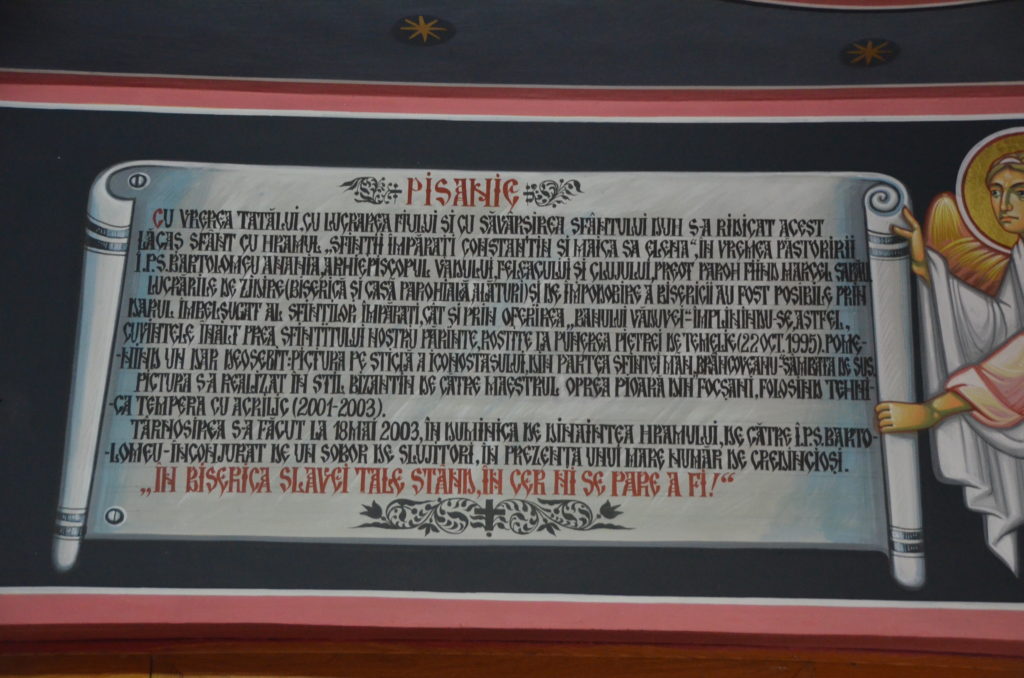 PISANIE
CU VREREA TATĂLUI, CU LUCRAREA FIULUI ȘI CU SĂVÂRȘIREA SFÂNTULUI DUH S-A RIDICAT ACEST
LĂCAȘ SFÂNT CU HRAMUL „SFINȚII ÎMPĂRAȚI CONSTANTIN ȘI MAICA SA ELENA”, ÎN VREMEA PĂSTORIRII
Î.P.S. BARTOLOMEU ANANIA, ARHIEPISCOPUL VADULUI, FELEACULUI ȘI CLUJULUI, PREOT PAROH FIIND MARCEL
LUCRĂRILE DE ZIDIRE (BISERICA ȘI CASA PAROHIALĂ ALĂTURI) ȘI DE ÎMPODOBIRE A BISERICII AU FOST POSIBILE PRIN
DARUL ÎMBELȘUGAT AL SFINȚILOR ÎMPĂRAȚI, CÂT ȘI PRIN OFERIREA „BANULUI VĂDUVEI” ÎMPLININDU-SE, ASTFEL,
CUVINTELE ÎNALT PREA SFINȚITULUI NOSTRU PĂRINTE, ROSTITE LA PUNEREA PIETREI DE TEMELIE (22 OCT. 1995). POME-
-NIND UN DAR DEOSEBIT: PICTURA PE STICLĂ A ICONOSTASULUI, DIN PARTEA SFINTEI MĂN. BRÂNCOVEANU-SÂMBĂTA DE SUS.
PICTURA S-A REALIZAT ÎN STIL BIZANTIN DE CĂTRE MAESTRUL OPREA PIOARĂ DIN FOCȘANI, FOLOSIND TEHNI-
-CA TEMPERA CU ACRILIC (2001-2003).
TÂRNOSIREA S-A FĂCUT LA 18 MAI 2003, ÎN DUMINICA DE DINAINTEA HRAMULUI, DE CĂTRE Î.P.S. BARTO-
-LOMEU-ÎNCONJURAT DE UN SOBOR DE SLUJITORI, ÎN PREZENȚA UNUI MARE NUMĂR DE CREDINCIOȘI.
„ÎN BISERICA SLAVEI TALE STÂND, ÎN CER NI SE PARE A FI!“